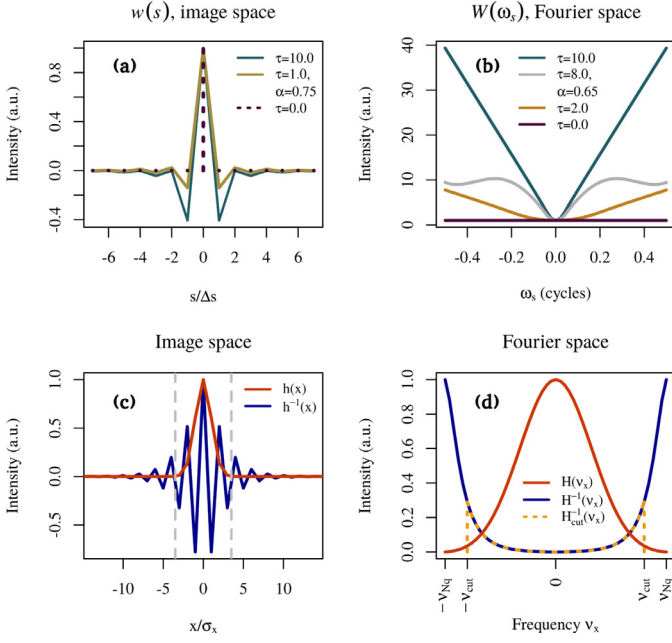 w(s), image space
(a)
τ=10.0
τ=1.0,
α=0.75
τ=0.0
Intensity (a.u.)
0.8
0.4
0.0
-0.4
-6 -4 -2 0 2 4 6
s/Δs
W(ω_s), Fourier space
(b)
τ=10.0
τ=8.0,
α=0.65
τ=2.0
τ=0.0
Intensity (a.u.)
40
30
20
10
0
-0.4 -0.2 0.0 0.2 0.4
ω_s (cycles)
Image space
(c)
h(x)
h⁻¹(x)
Intensity (a.u.)
1.0
0.5
0.0
-0.5
-10 -5 0 5 10
x/σ_x
Fourier space
(d)
H(ν_x)
H⁻¹(ν_x)
H⁻¹_cut(ν_x)
Intensity (a.u.)
1.0
0.8
0.6
0.4
0.2
0.0
−ν_Nq −ν_cut 0 ν_cut ν_Nq
Frequency ν_x